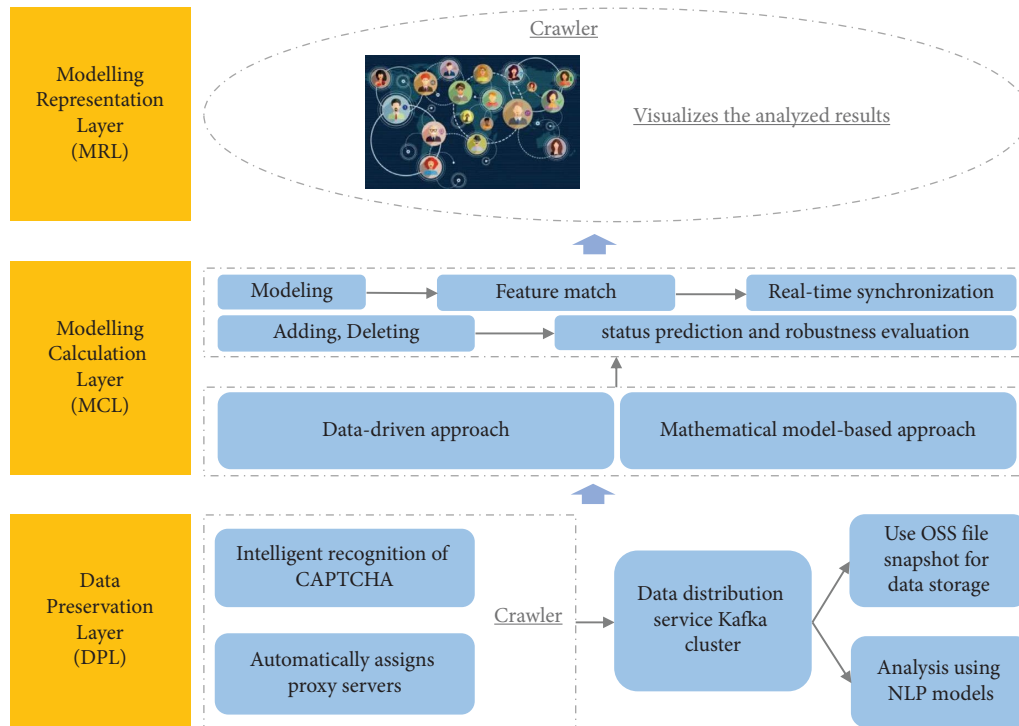 Modelling
Representation
Layer
(MRL)
Crawler
Visualizes the analyzed results
Modelling
Calculation
Layer
(MCL)
Modeling
Feature match
Real-time synchronization
Adding, Deleting
status prediction and robustness evaluation
Data-driven approach
Mathematical model-based approach
Data
Preservation
Layer
(DPL)
Intelligent recognition of
CAPTCHA
Automatically assigns
proxy servers
Crawler
Data distribution
service Kafka
cluster
Use OSS file
snapshot for
data storage
Analysis using
NLP models